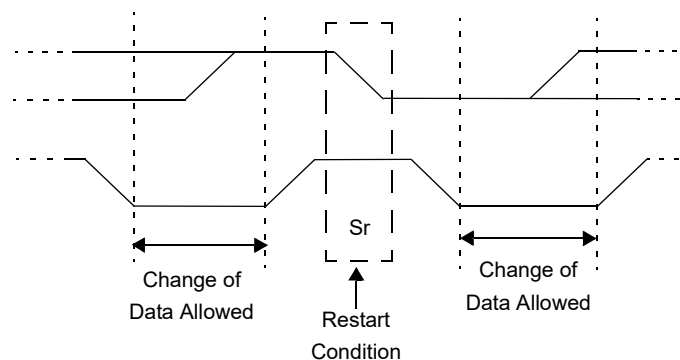 Sr
Change of
Data Allowed
Restart
Condition
Change of
Data Allowed